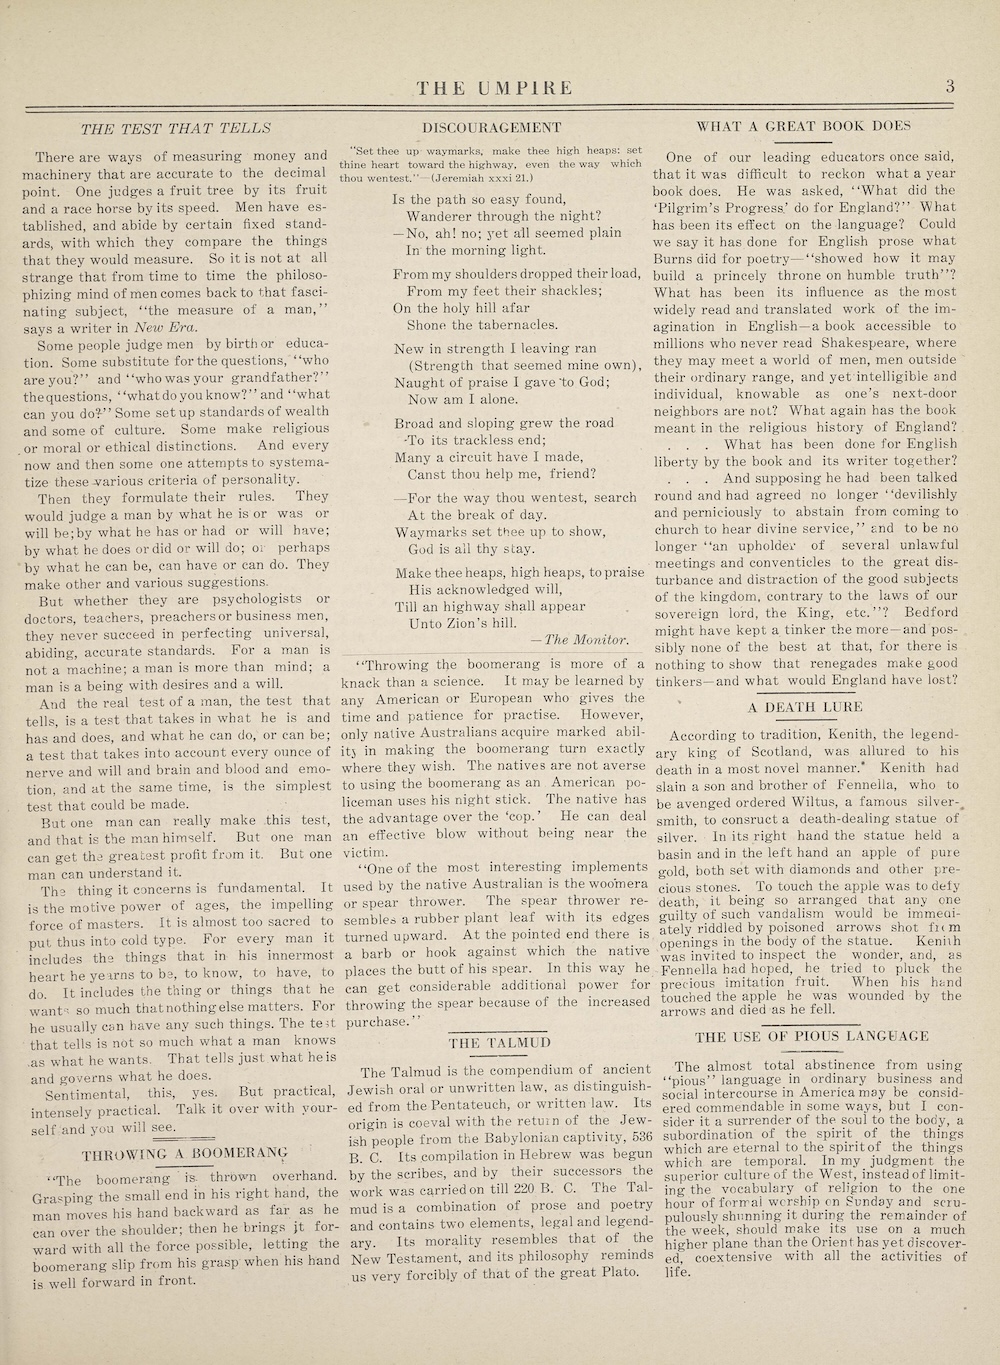 THE UMPIRE
3
THE TEST THAT TELLS
There are ways of measuring money and
machinery that are accurate to the decimal
point. One judges a fruit tree by its fruit
and a race horse by its speed. Men have es-
tablished, and abide by certain fixed stand-
ards, with which they compare the things
that they would measure. So it is not at all
strange that from time to time the philoso-
phizing mind of men comes back to that fasci-
nating subject, "the measure of a man,"
says a writer in New Era.
Some people judge men by birth or educa-
tion. Some substitute for the questions, "who
are you?" and "who was your grandfather?"
the questions, "what do you know?" and "what
can you do?" Some set up standards of wealth
and some of culture. Some make religious
or moral or ethical distinctions. And every
now and then some one attempts to systema-
tize these various criteria of personality.
Then they formulate their rules. They
would judge a man by what he is or was or
will be; by what he has or had or will have;
by what he does or did or will do; or perhaps
by what he can be, can have or can do. They
make other and various suggestions.
But whether they are psychologists or
doctors, teachers, preachers or business men,
they never succeed in perfecting universal,
abiding, accurate standards. For a man is
not a machine; a man is more than mind; a
man is a being with desires and a will.
And the real test of a man, the test that
tells, is a test that takes in what he is and
has and does, and what he can do, or can be;
a test that takes into account every ounce of
nerve and will and brain and blood and emo-
tion, and at the same time, is the simplest
test that could be made.
But one man can really make this test,
and that is the man himself. But one man
can get the greatest profit from it. But one
man can understand it.
The thing it concerns is fundamental. It
is the motive power of ages, the impelling
force of masters. It is almost too sacred to
put thus into cold type. For every man it
includes the things that in his innermost
heart he yearns to be, to know, to have, to
do. It includes the thing or things that he
wants so much that nothing else matters. For
he usually can have any such things. The test
that tells is not so much what a man knows
as what he wants. That tells just what he is
and governs what he does.
Sentimental, this, yes. But practical,
intensely practical. Talk it over with your-
self and you will see.
THROWING A BOOMERANG
"The boomerang is thrown overhand.
Grasping the small end in his right hand, the
man moves his hand backward as far as he
can over the shoulder; then he brings it for-
ward with all the force possible, letting the
boomerang slip from his grasp when his hand
is well forward in front.
DISCOURAGEMENT
"Set thee up waymarks, make thee high heaps: set
thine heart toward the highway, even the way which
thou wentest."—(Jeremiah xxxi 21.)
Is the path so easy found,
Wanderer through the night?
—No, ah! no; yet all seemed plain
In the morning light.
From my shoulders dropped their load,
From my feet their shackles;
On the holy hill afar
Shone the tabernacles.
New in strength I leaving ran
(Strength that seemed mine own),
Naught of praise I gave to God;
Now am I alone.
Broad and sloping grew the road
To its trackless end;
Many a circuit have I made,
Canst thou help me, friend?
—For the way thou wentest, search
At the break of day.
Waymarks set thee up to show,
God is all thy stay.
Make thee heaps, high heaps, to praise
His acknowledged will,
Till an highway shall appear
Unto Zion's hill.
—The Monitor.
"Throwing the boomerang is more of a
knack than a science. It may be learned by
any American or European who gives the
time and patience for practise. However,
only native Australians acquire marked abil-
ity in making the boomerang turn exactly
where they wish. The natives are not averse
to using the boomerang as an American po-
liceman uses his night stick. The native has
the advantage over the 'cop.' He can deal
an effective blow without being near the
victim.
"One of the most interesting implements
used by the native Australian is the woomera
or spear thrower. The spear thrower re-
sembles a rubber plant leaf with its edges
turned upward. At the pointed end there is
a barb or hook against which the native
places the butt of his spear. In this way he
can get considerable additional power for
throwing the spear because of the increased
purchase."
THE TALMUD
The Talmud is the compendium of ancient
Jewish oral or unwritten law, as distinguish-
ed from the Pentateuch, or written law. Its
origin is coeval with the return of the Jew-
ish people from the Babylonian captivity, 536
B. C. Its compilation in Hebrew was begun
by the scribes, and by their successors the
work was carried on till 220 B. C. The Tal-
mud is a combination of prose and poetry
and contains two elements, legal and legend-
ary. Its morality resembles that of the
New Testament, and its philosophy reminds
us very forcibly of that of the great Plato.
WHAT A GREAT BOOK DOES
One of our leading educators once said,
that it was difficult to reckon what a year
book does. He was asked, "What did the
'Pilgrim's Progress,' do for England?" What
has been its effect on the language? Could
we say it has done for English prose what
Burns did for poetry—"showed how it may
build a princely throne on humble truth"?
What has been its influence as the most
widely read and translated work of the im-
agination in English—a book accessible to
millions who never read Shakespeare, where
they may meet a world of men, men outside
their ordinary range, and yet intelligible and
individual, knowable as one's next-door
neighbors are not? What again has the book
meant in the religious history of England?
. . . What has been done for English
liberty by the book and its writer together?
. . . And supposing he had been talked
round and had agreed no longer "devilishly
and perniciously to abstain from coming to
church to hear divine service," and to be no
longer "an upholder of several unlawful
meetings and conventicles to the great dis-
turbance and distraction of the good subjects
of the kingdom, contrary to the laws of our
sovereign lord, the King, etc."? Bedford
might have kept a tinker the more—and pos-
sibly none of the best at that, for there is
nothing to show that renegades make good
tinkers—and what would England have lost?
A DEATH LURE
According to tradition, Kenith, the legend-
ary king of Scotland, was allured to his
death in a most novel manner. Kenith had
slain a son and brother of Fennella, who to
be avenged ordered Wiltus, a famous silver-
smith, to consruct a death-dealing statue of
silver. In its right hand the statue held a
basin and in the left hand an apple of pure
gold, both set with diamonds and other pre-
cious stones. To touch the apple was to defy
death, it being so arranged that any one
guilty of such vandalism would be immedi-
ately riddled by poisoned arrows shot from
openings in the body of the statue. Kenith
was invited to inspect the wonder, and, as
Fennella had hoped, he tried to pluck the
precious imitation fruit. When his hand
touched the apple he was wounded by the
arrows and died as he fell.
THE USE OF PIOUS LANGUAGE
The almost total abstinence from using
"pious" language in ordinary business and
social intercourse in America may be consid-
ered commendable in some ways, but I con-
sider it a surrender of the soul to the body, a
subordination of the spirit of the things
which are eternal to the spirit of the things
which are temporal. In my judgment the
superior culture of the West, instead of limit-
ing the vocabulary of religion to the one
hour of formal worship on Sunday and scru-
pulously shunning it during the remainder of
the week, should make its use on a much
higher plane than the Orient has yet discover-
ed, coextensive with all the activities of
life.